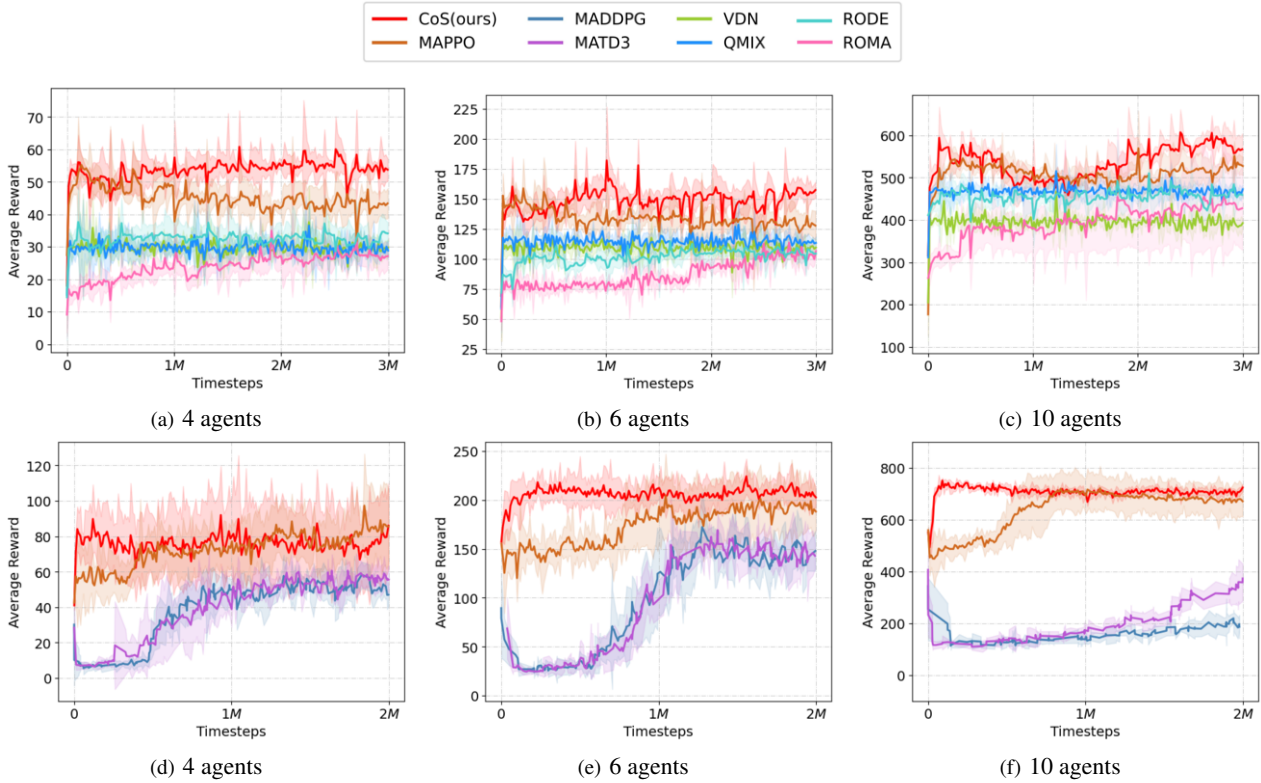 CoS(ours) MADDPG VDN RODE
MAPPO MATD3 QMIX ROMA
70
60
50
40
30
20
10
0
Average Reward
0 1M 2M 3M
Timesteps
(a) 4 agents
225
200
175
150
125
100
75
50
25
Average Reward
0 1M 2M 3M
Timesteps
(b) 6 agents
600
500
400
300
200
100
Average Reward
0 1M 2M 3M
Timesteps
(c) 10 agents
120
100
80
60
40
20
0
Average Reward
0 1M 2M
Timesteps
(d) 4 agents
250
200
150
100
50
0
Average Reward
0 1M 2M
Timesteps
(e) 6 agents
800
600
400
200
0
Average Reward
0 1M 2M
Timesteps
(f) 10 agents